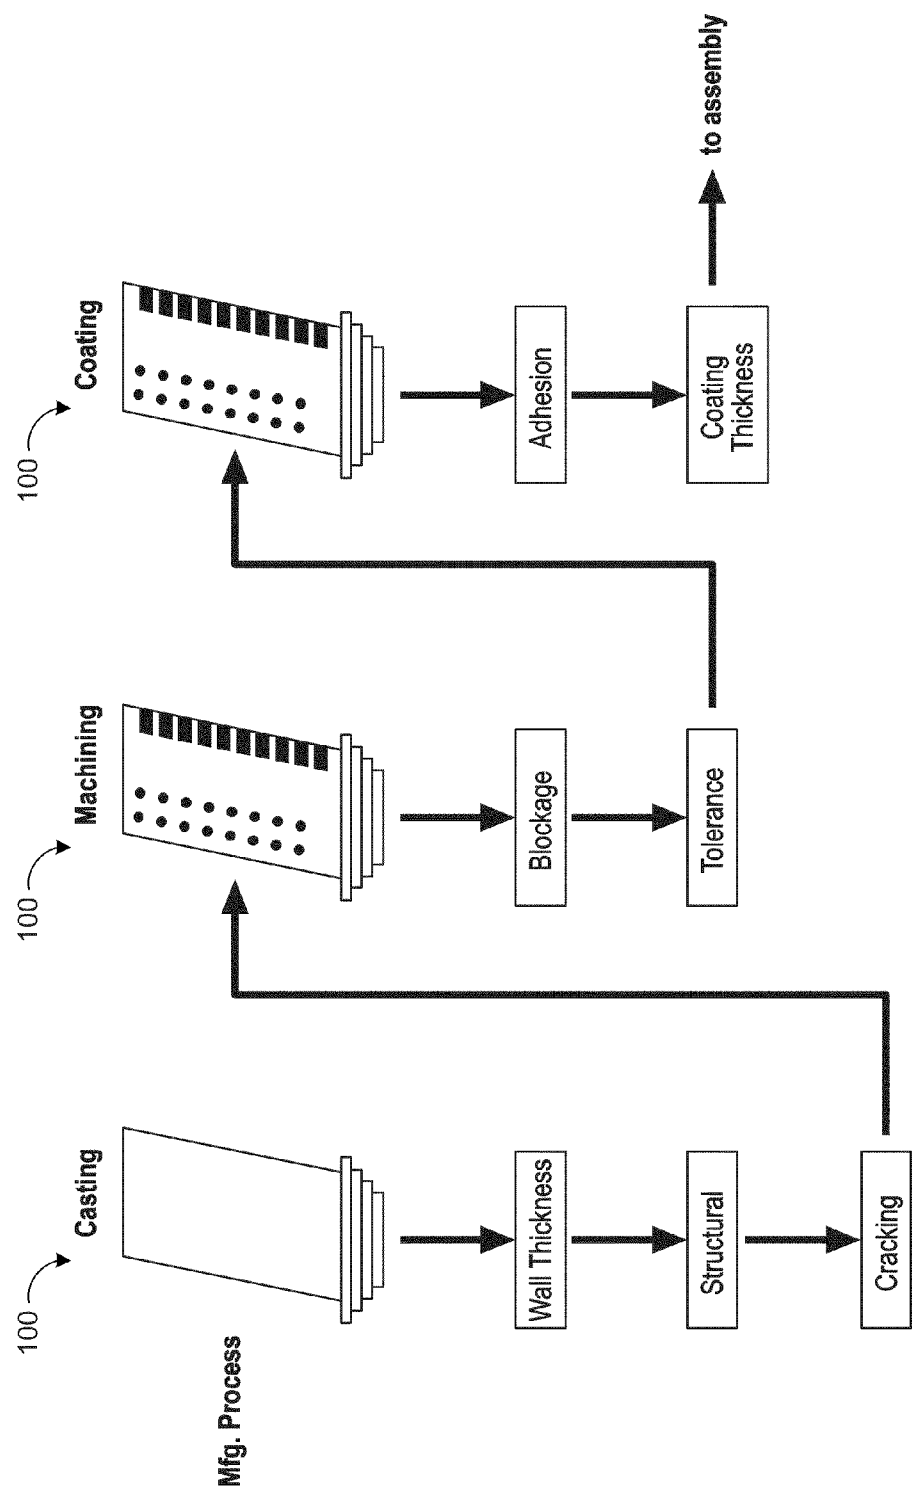 Mfg. Process
100
Casting
Wall Thickness
Structural
Cracking
100
Machining
Blockage
Tolerance
100
Coating
Adhesion
Coating
Thickness
to assembly